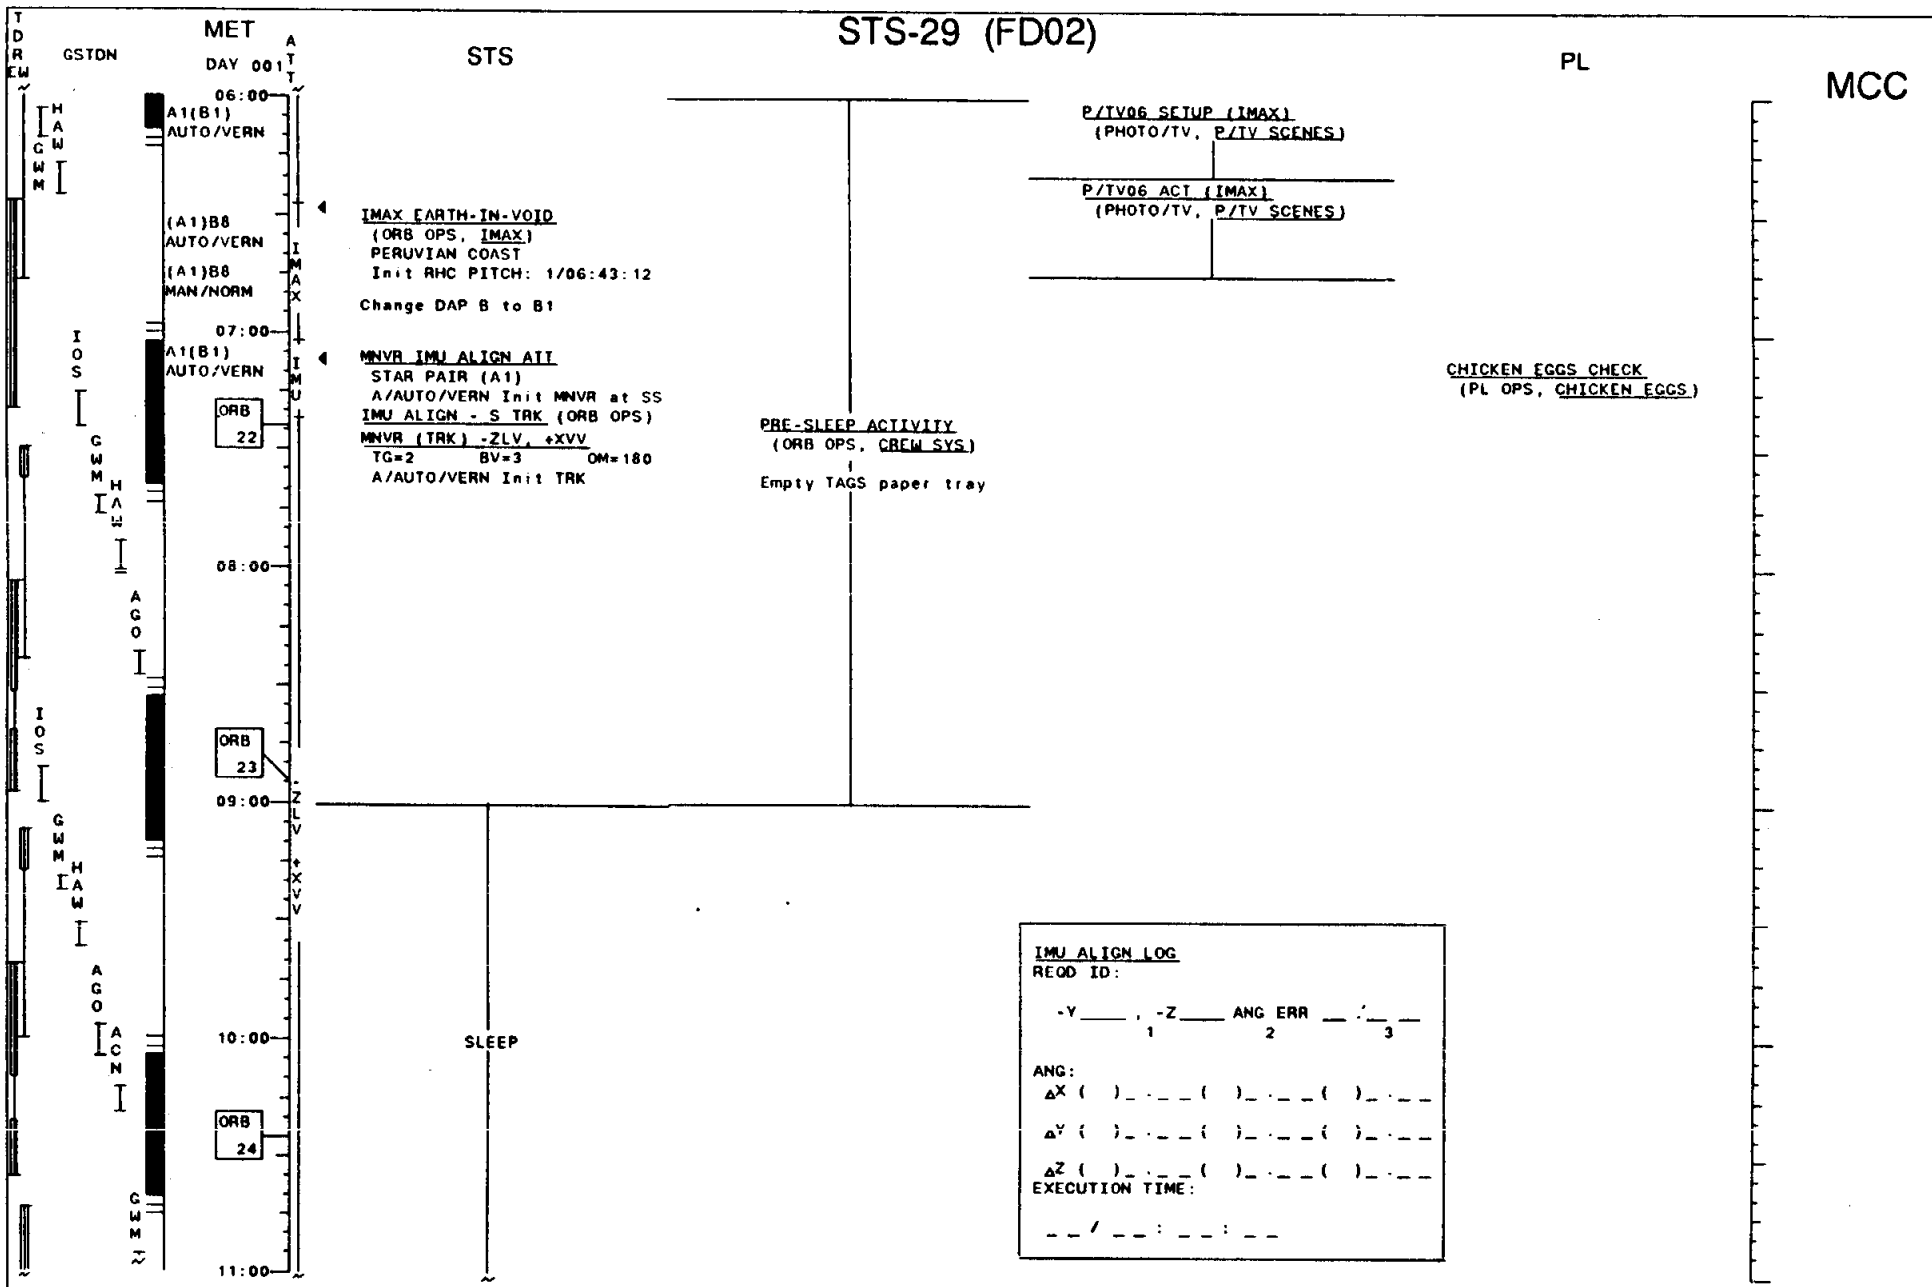 STS-29 (FD02)
TDRE W
GSTDN
MET
DAY 001
ATT
STS
PL
MCC
06:00
HAW
GWM
A1(B1)
AUTO/VERN
(A1)B8
AUTO/VERN
(A1)B8
MAN/NORM
IMAX
IMAX EARTH-IN-VOID
(ORB OPS, IMAX)
PERUVIAN COAST
Init RHC PITCH: 1/06:43:12
Change DAP B to B1
P/TV06 SETUP (IMAX)
(PHOTO/TV, P/TV SCENES)
P/TV06 ACT (IMAX)
(PHOTO/TV, P/TV SCENES)
07:00
IOS
A1(B1)
AUTO/VERN
IMU
ORB
22
MNVR IMU ALIGN ATT
STAR PAIR (A1)
A/AUTO/VERN Init MNVR at SS
IMU ALIGN - S TRK (ORB OPS)
MNVR (TRK) -ZLV, +XVV
TG=2 BV=3 OM=180
A/AUTO/VERN Init TRK
PRE-SLEEP ACTIVITY
(ORB OPS, CREW SYS)
Empty TAGS paper tray
CHICKEN EGGS CHECK
(PL OPS, CHICKEN EGGS)
GWM
HAW
08:00
AGO
IOS
ORB
23
09:00
-ZLV +XVV
GWM
HAW
AGO
ACN
10:00
SLEEP
ORB
24
GWM
11:00
IMU ALIGN LOG
REQD ID:
-Y____ , -Z____ ANG ERR __ .__ __
1 2 3
ANG:
ΔX ( )_ . _ _ ( )_ . _ _ ( )_ . _ _
ΔY ( )_ . _ _ ( )_ . _ _ ( )_ . _ _
ΔZ ( )_ . _ _ ( )_ . _ _ ( )_ . _ _
EXECUTION TIME:
_ _ / _ _ : _ _ : _ _